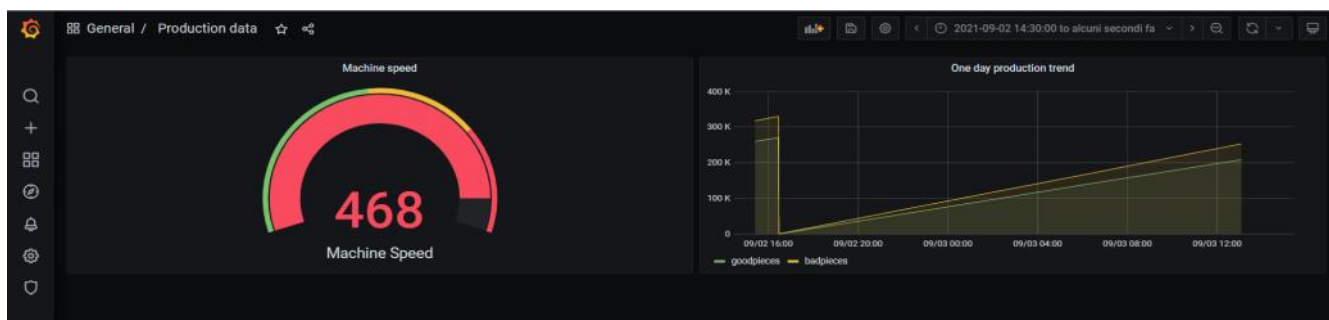 General / Production data
2021-09-02 14:30:00 to alcuni secondi fa
Machine speed
468
Machine Speed
One day production trend
400 K
300 K
200 K
100 K
0
09/02 16:00 09/02 20:00 09/03 00:00 09/03 04:00 09/03 08:00 09/03 12:00
goodpieces badpieces